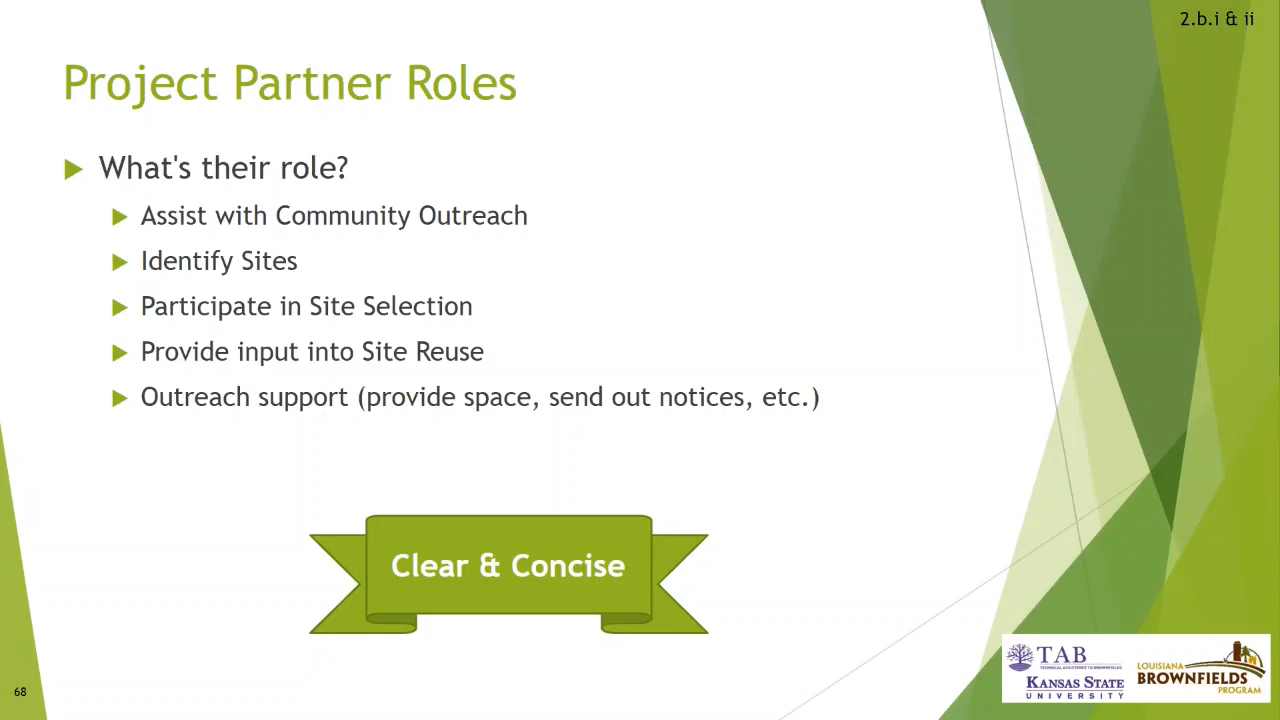 2.b.i & ii
Project Partner Roles
What's their role?
Assist with Community Outreach
Identify Sites
Participate in Site Selection
Provide input into Site Reuse
Outreach support (provide space, send out notices, etc.)
Clear & Concise
TAB
TECHNICAL ASSISTANCE TO BROWNFIELDS
KANSAS STATE
UNIVERSITY
LOUISIANA
BROWNFIELDS
PROGRAM
68